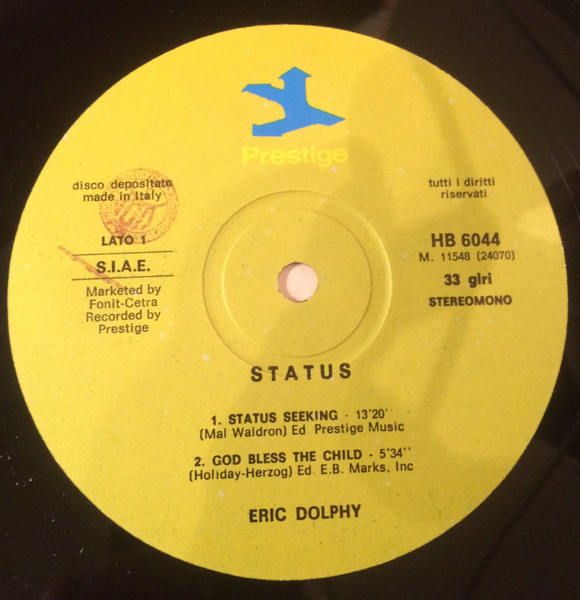 Prestige
disco depositato
made in Italy
LATO 1
S.I.A.E.
Marketed by
Fonit-Cetra
Recorded by
Prestige
tutti i diritti
riservati
HB 6044
M. 11548 (24070)
33 giri
STEREOMONO
STATUS
1. STATUS SEEKING - 13'20''
(Mal Waldron) Ed Prestige Music
2. GOD BLESS THE CHILD - 5'34''
(Holiday-Herzog) Ed. E.B. Marks, Inc
ERIC DOLPHY